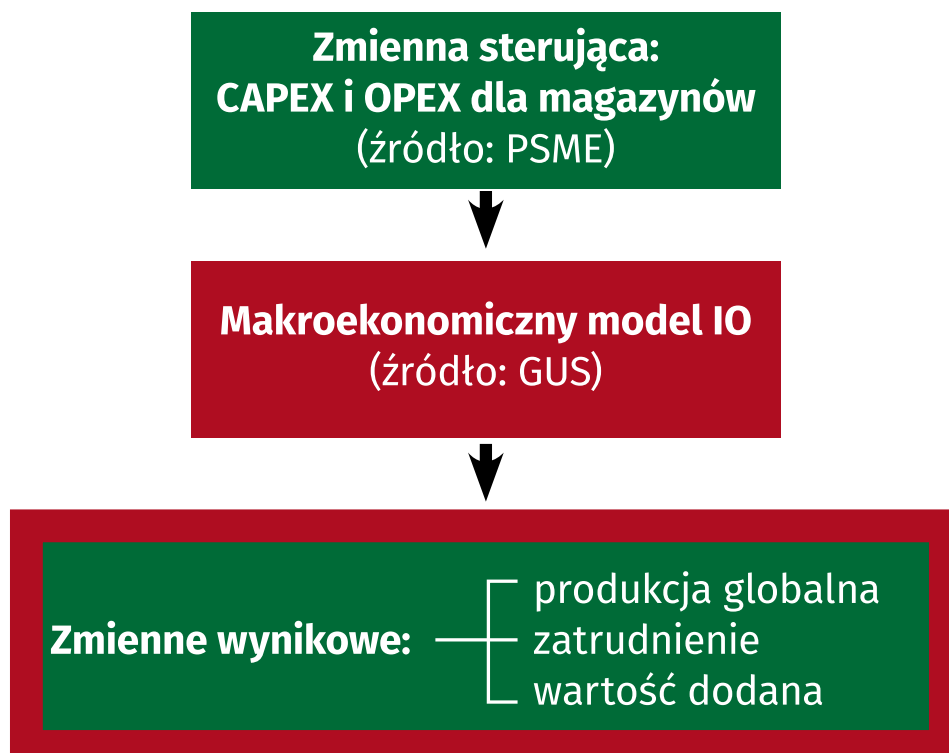 Zmienna sterująca:
CAPEX i OPEX dla magazynów
(źródło: PSME)
Makroekonomiczny model IO
(źródło: GUS)
Zmienne wynikowe:
produkcja globalna
zatrudnienie
wartość dodana